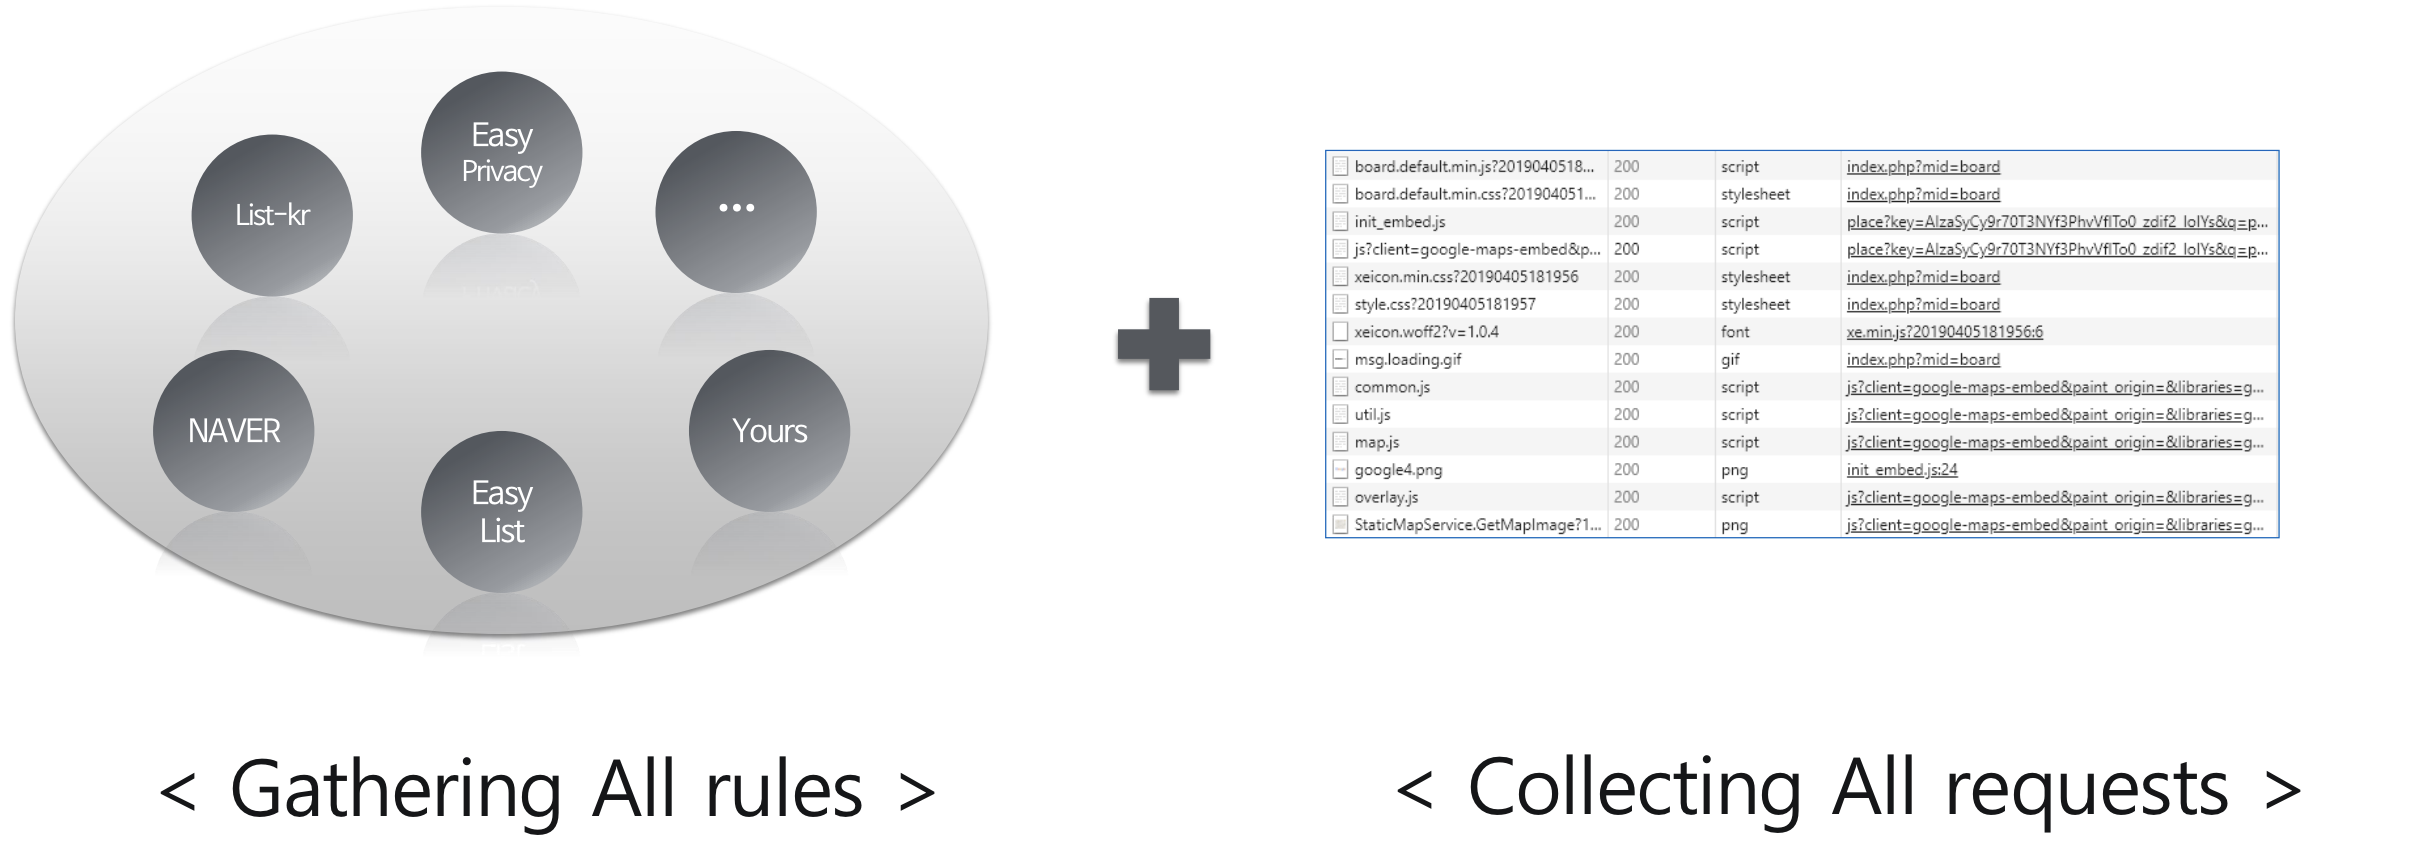 Easy
Privacy
List-kr
...
NAVER
Yours
Easy
List
board.default.min.js?2019040518... 200 script index.php?mid=board
board.default.min.css?201904051... 200 stylesheet index.php?mid=board
init_embed.js 200 script
js?client=google-maps-embed&p... 200 script
xeicon.min.css?20190405181956 200 stylesheet index.php?mid=board
style.css?20190405181957 200 stylesheet index.php?mid=board
xeicon.woff2?v=1.0.4 200 font xe.min.js?20190405181956:6
msg.loading.gif 200 gif index.php?mid=board
common.js 200 script js?client=google-maps-embed&paint_origin=&libraries=g...
util.js 200 script js?client=google-maps-embed&paint_origin=&libraries=g...
map.js 200 script js?client=google-maps-embed&paint_origin=&libraries=g...
google4.png 200 png init_embed.js:24
overlay.js 200 script js?client=google-maps-embed&paint_origin=&libraries=g...
StaticMapService.GetMapImage?1... 200 png js?client=google-maps-embed&paint_origin=&libraries=g...
< Gathering All rules >
< Collecting All requests >